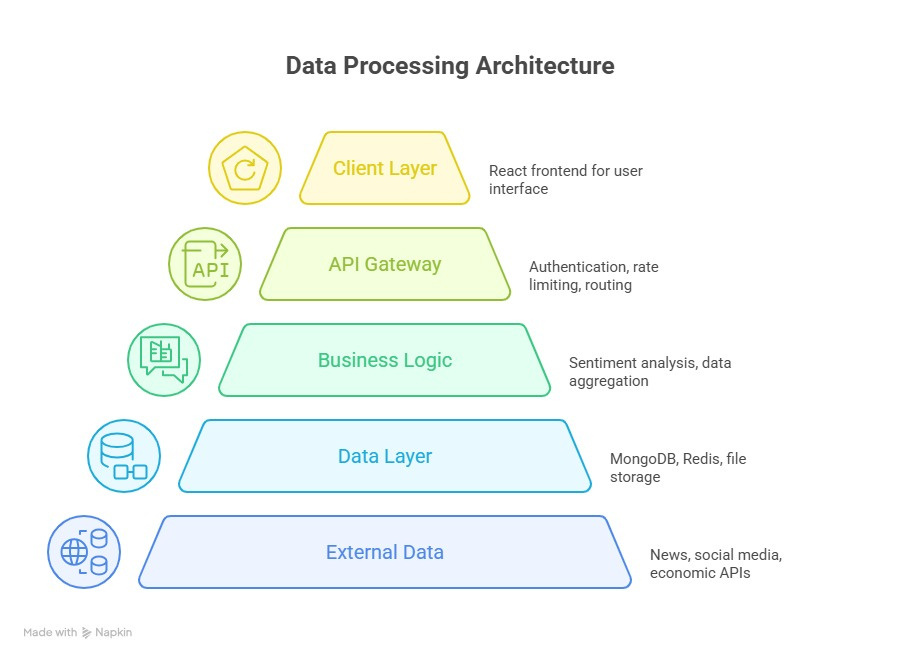 Data Processing Architecture
Client Layer
React frontend for user
interface
API
API Gateway
Authentication, rate
limiting, routing
Business Logic
Sentiment analysis, data
aggregation
Data Layer
MongoDB, Redis, file
storage
External Data
News, social media,
economic APIs
Made with Napkin